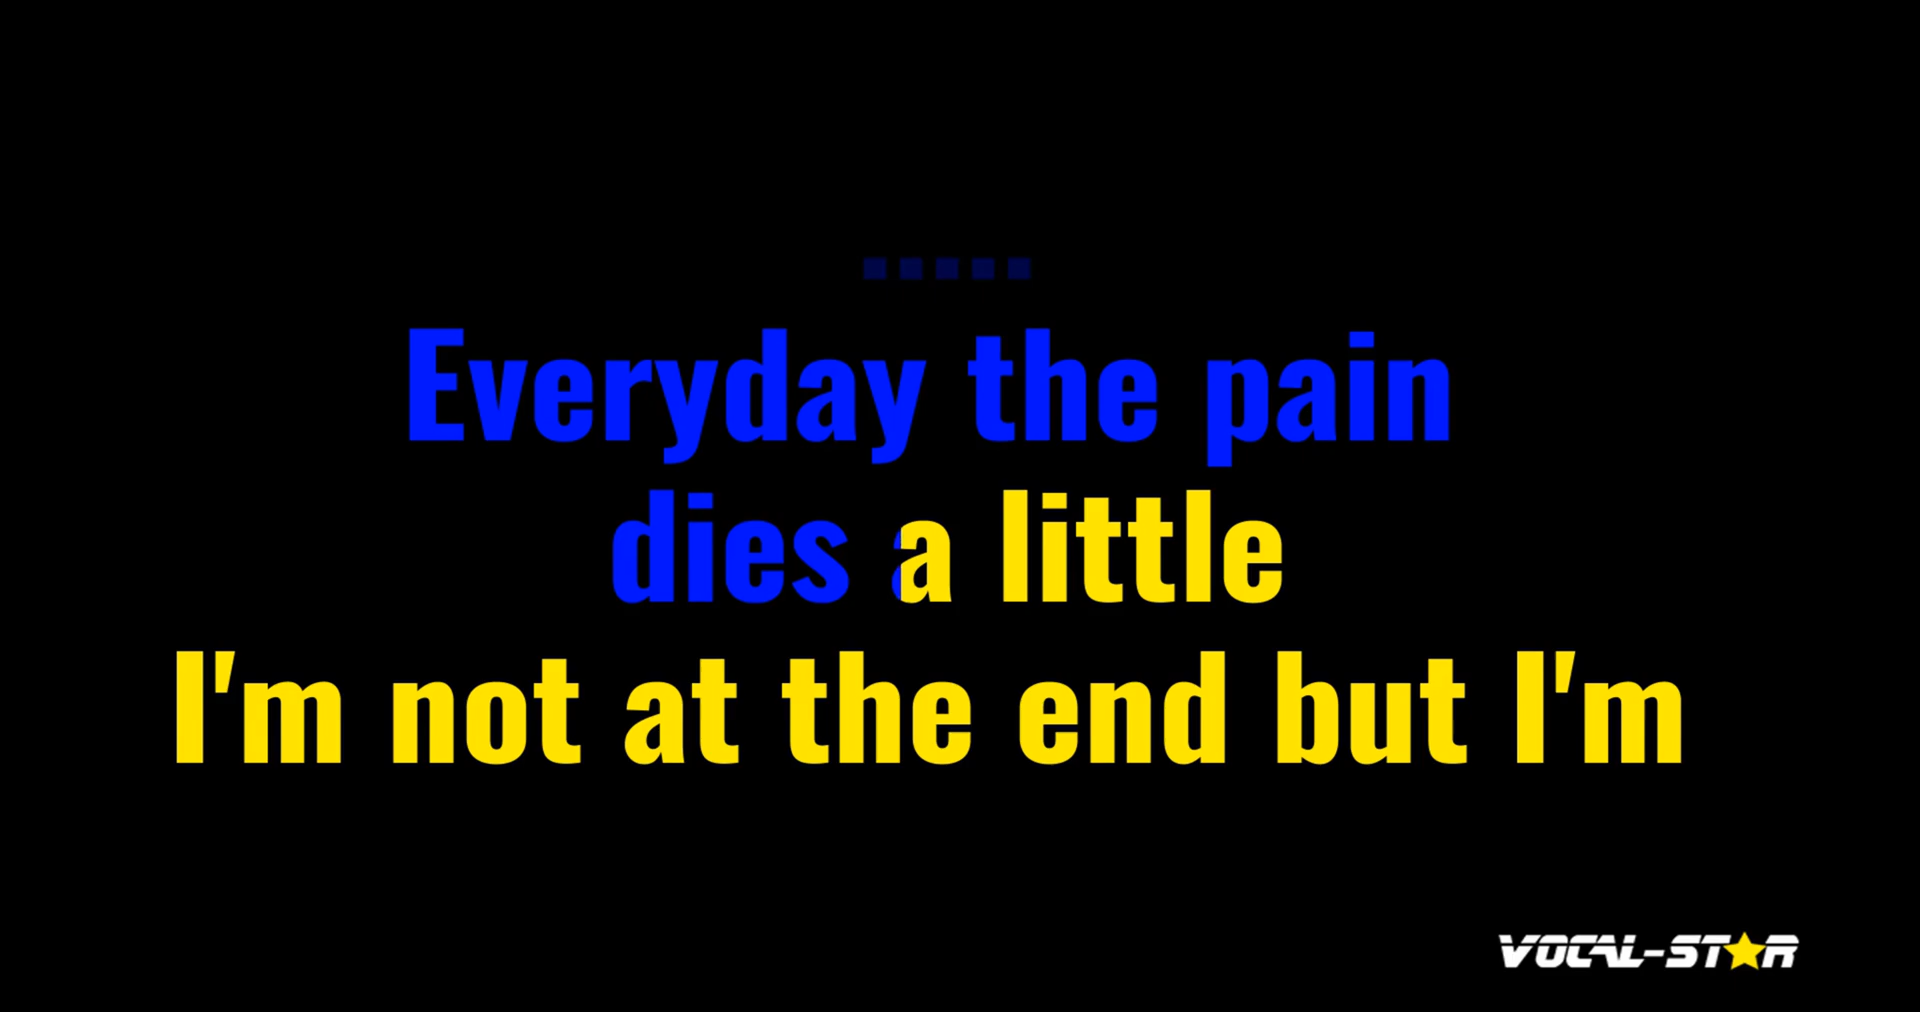 Everyday the pain
dies a little
I'm not at the end but I'm
VOCAL-STAR